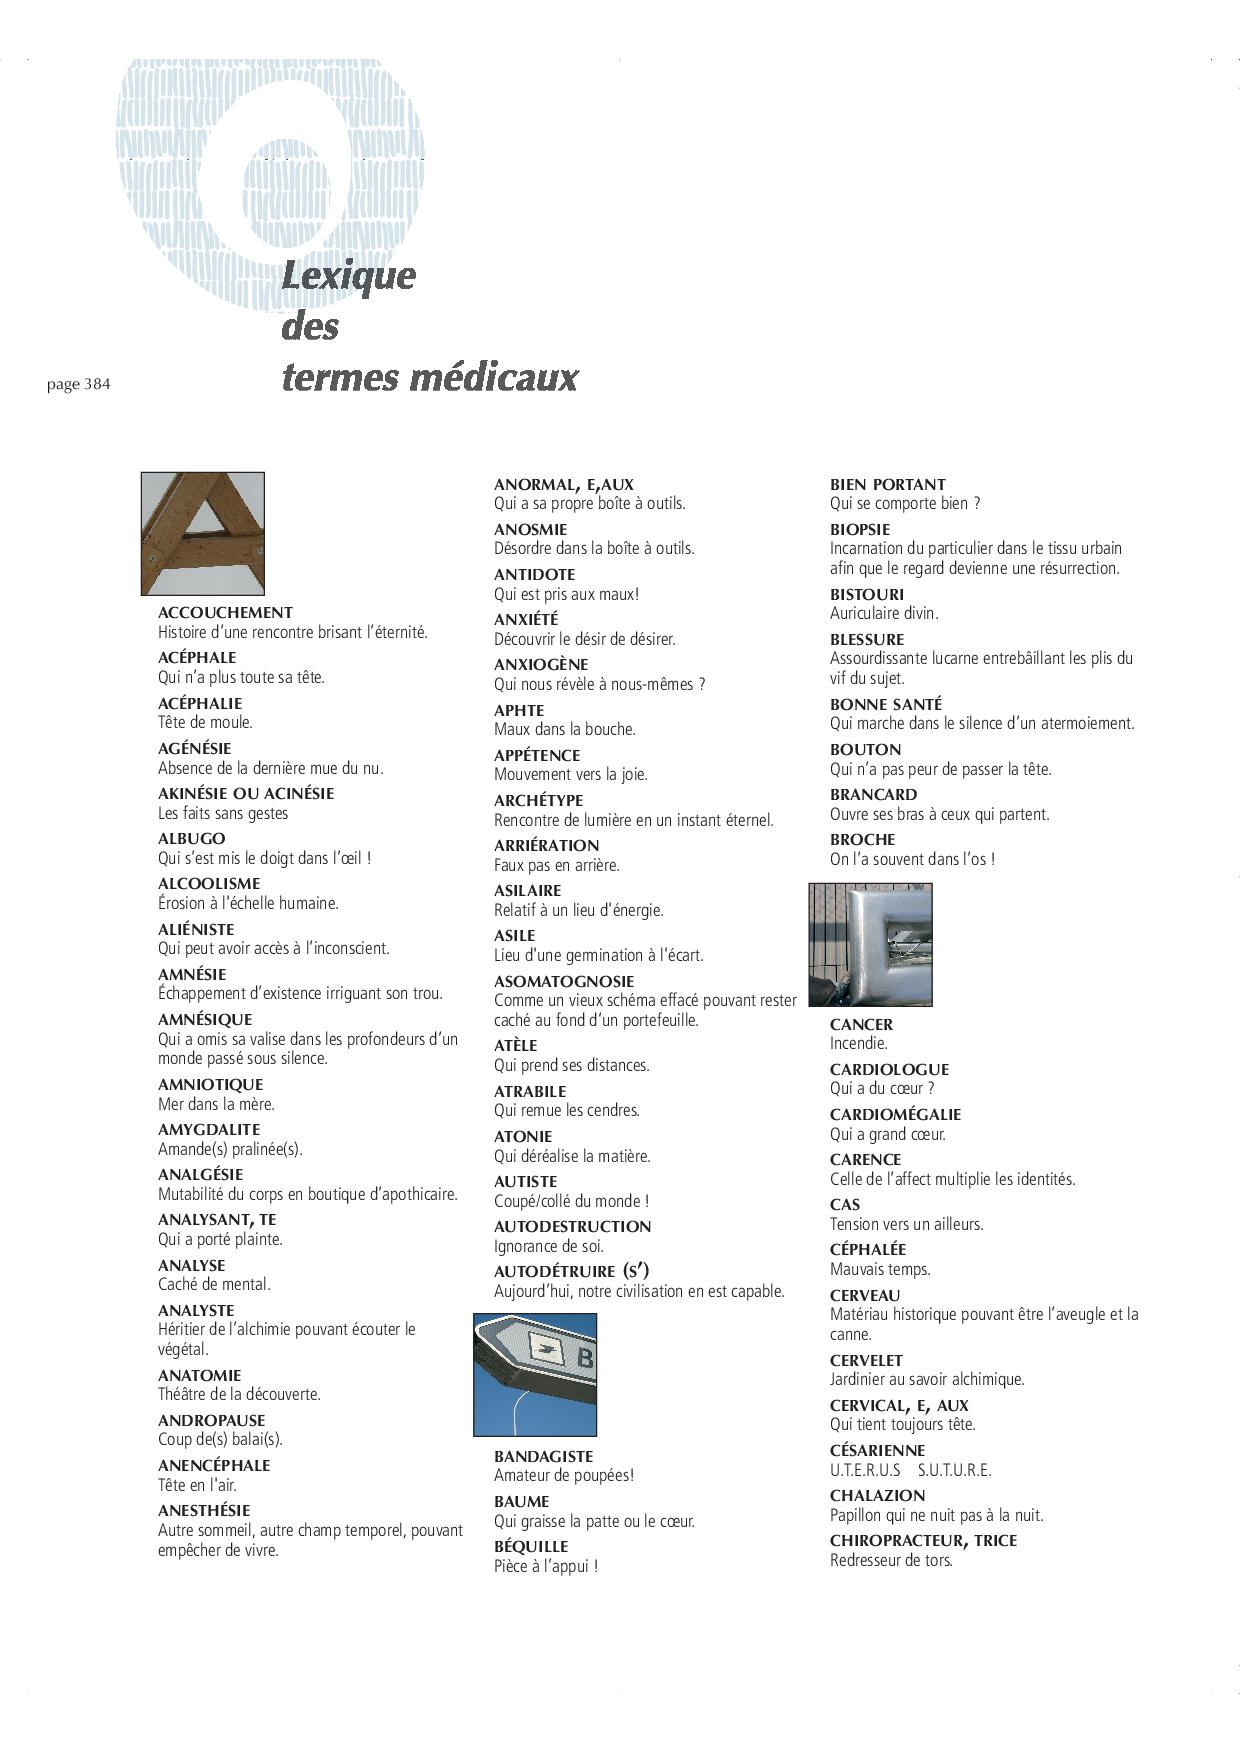 Lexique
des
termes médicaux
page 384
ACCOUCHEMENT
Histoire d’une rencontre brisant l’éternité.
ACÉPHALE
Qui n’a plus toute sa tête.
ACÉPHALIE
Tête de moule.
AGÉNÉSIE
Absence de la dernière mue du nu.
AKINÉSIE OU ACINÉSIE
Les faits sans gestes
ALBUGO
Qui s’est mis le doigt dans l’œil !
ALCOOLISME
Érosion à l'échelle humaine.
ALIÉNISTE
Qui peut avoir accès à l’inconscient.
AMNÉSIE
Échappement d’existence irriguant son trou.
AMNÉSIQUE
Qui a omis sa valise dans les profondeurs d’un
monde passé sous silence.
AMNIOTIQUE
Mer dans la mère.
AMYGDALITE
Amande(s) pralinée(s).
ANALGÉSIE
Mutabilité du corps en boutique d’apothicaire.
ANALYSANT, TE
Qui a porté plainte.
ANALYSE
Caché de mental.
ANALYSTE
Héritier de l’alchimie pouvant écouter le
végétal.
ANATOMIE
Théâtre de la découverte.
ANDROPAUSE
Coup de(s) balai(s).
ANENCÉPHALE
Tête en l'air.
ANESTHÉSIE
Autre sommeil, autre champ temporel, pouvant
empêcher de vivre.
ANORMAL, E,AUX
Qui a sa propre boîte à outils.
ANOSMIE
Désordre dans la boîte à outils.
ANTIDOTE
Qui est pris aux maux!
ANXIÉTÉ
Découvrir le désir de désirer.
ANXIOGÈNE
Qui nous révèle à nous-mêmes ?
APHTE
Maux dans la bouche.
APPÉTENCE
Mouvement vers la joie.
ARCHÉTYPE
Rencontre de lumière en un instant éternel.
ARRIÉRATION
Faux pas en arrière.
ASILAIRE
Relatif à un lieu d'énergie.
ASILE
Lieu d'une germination à l'écart.
ASOMATOGNOSIE
Comme un vieux schéma effacé pouvant rester
caché au fond d’un portefeuille.
ATÈLE
Qui prend ses distances.
ATRABILE
Qui remue les cendres.
ATONIE
Qui déréalise la matière.
AUTISTE
Coupé/collé du monde !
AUTODESTRUCTION
Ignorance de soi.
AUTODÉTRUIRE (S’)
Aujourd’hui, notre civilisation en est capable.
B
BANDAGISTE
Amateur de poupées!
BAUME
Qui graisse la patte ou le cœur.
BÉQUILLE
Pièce à l’appui !
BIEN PORTANT
Qui se comporte bien ?
BIOPSIE
Incarnation du particulier dans le tissu urbain
afin que le regard devienne une résurrection.
BISTOURI
Auriculaire divin.
BLESSURE
Assourdissante lucarne entrebâillant les plis du
vif du sujet.
BONNE SANTÉ
Qui marche dans le silence d’un atermoiement.
BOUTON
Qui n’a pas peur de passer la tête.
BRANCARD
Ouvre ses bras à ceux qui partent.
BROCHE
On l’a souvent dans l’os !
CANCER
Incendie.
CARDIOLOGUE
Qui a du cœur ?
CARDIOMÉGALIE
Qui a grand cœur.
CARENCE
Celle de l’affect multiplie les identités.
CAS
Tension vers un ailleurs.
CÉPHALÉE
Mauvais temps.
CERVEAU
Matériau historique pouvant être l’aveugle et la
canne.
CERVELET
Jardinier au savoir alchimique.
CERVICAL, E, AUX
Qui tient toujours tête.
CÉSARIENNE
U.T.E.R.U.S S.U.T.U.R.E.
CHALAZION
Papillon qui ne nuit pas à la nuit.
CHIROPRACTEUR, TRICE
Redresseur de tors.